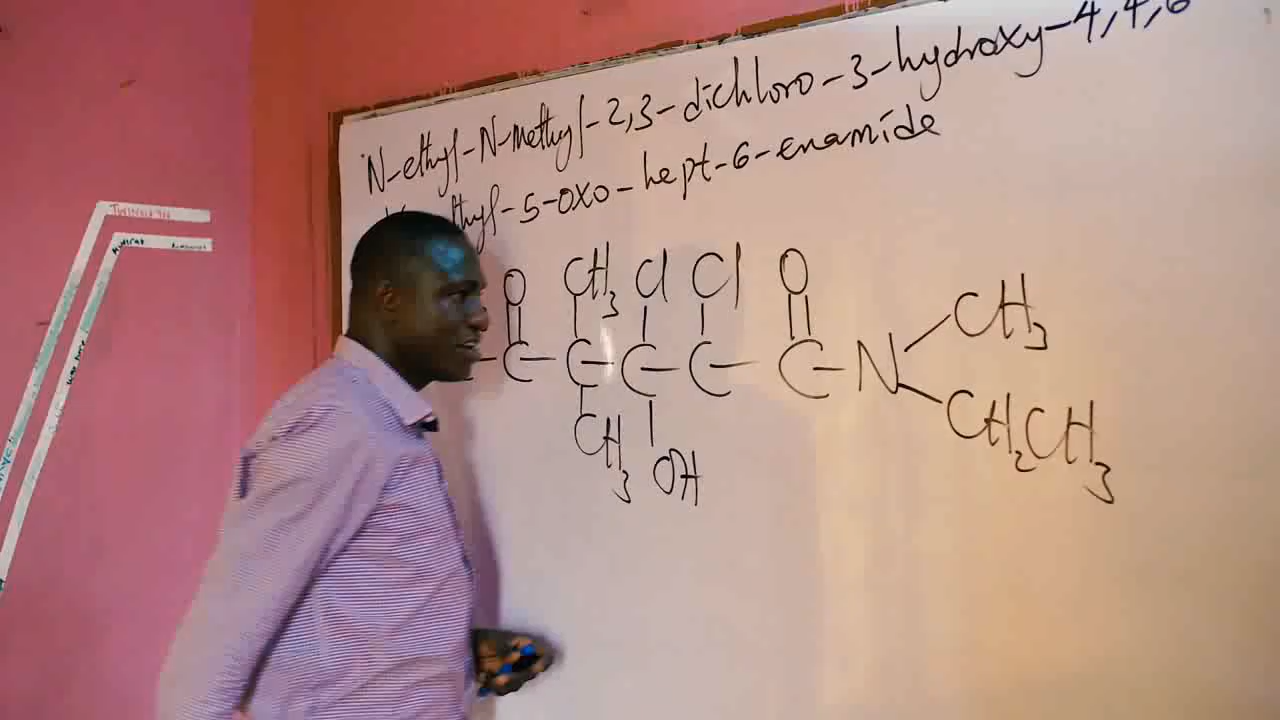 N-ethyl-N-methyl-2,3-dichloro-3-hydroxy-4,4,6
-5-oxo-hept-6-enamide
O CH3 Cl Cl O
CH3
C C C C C N
CH3 OH
CH2CH3